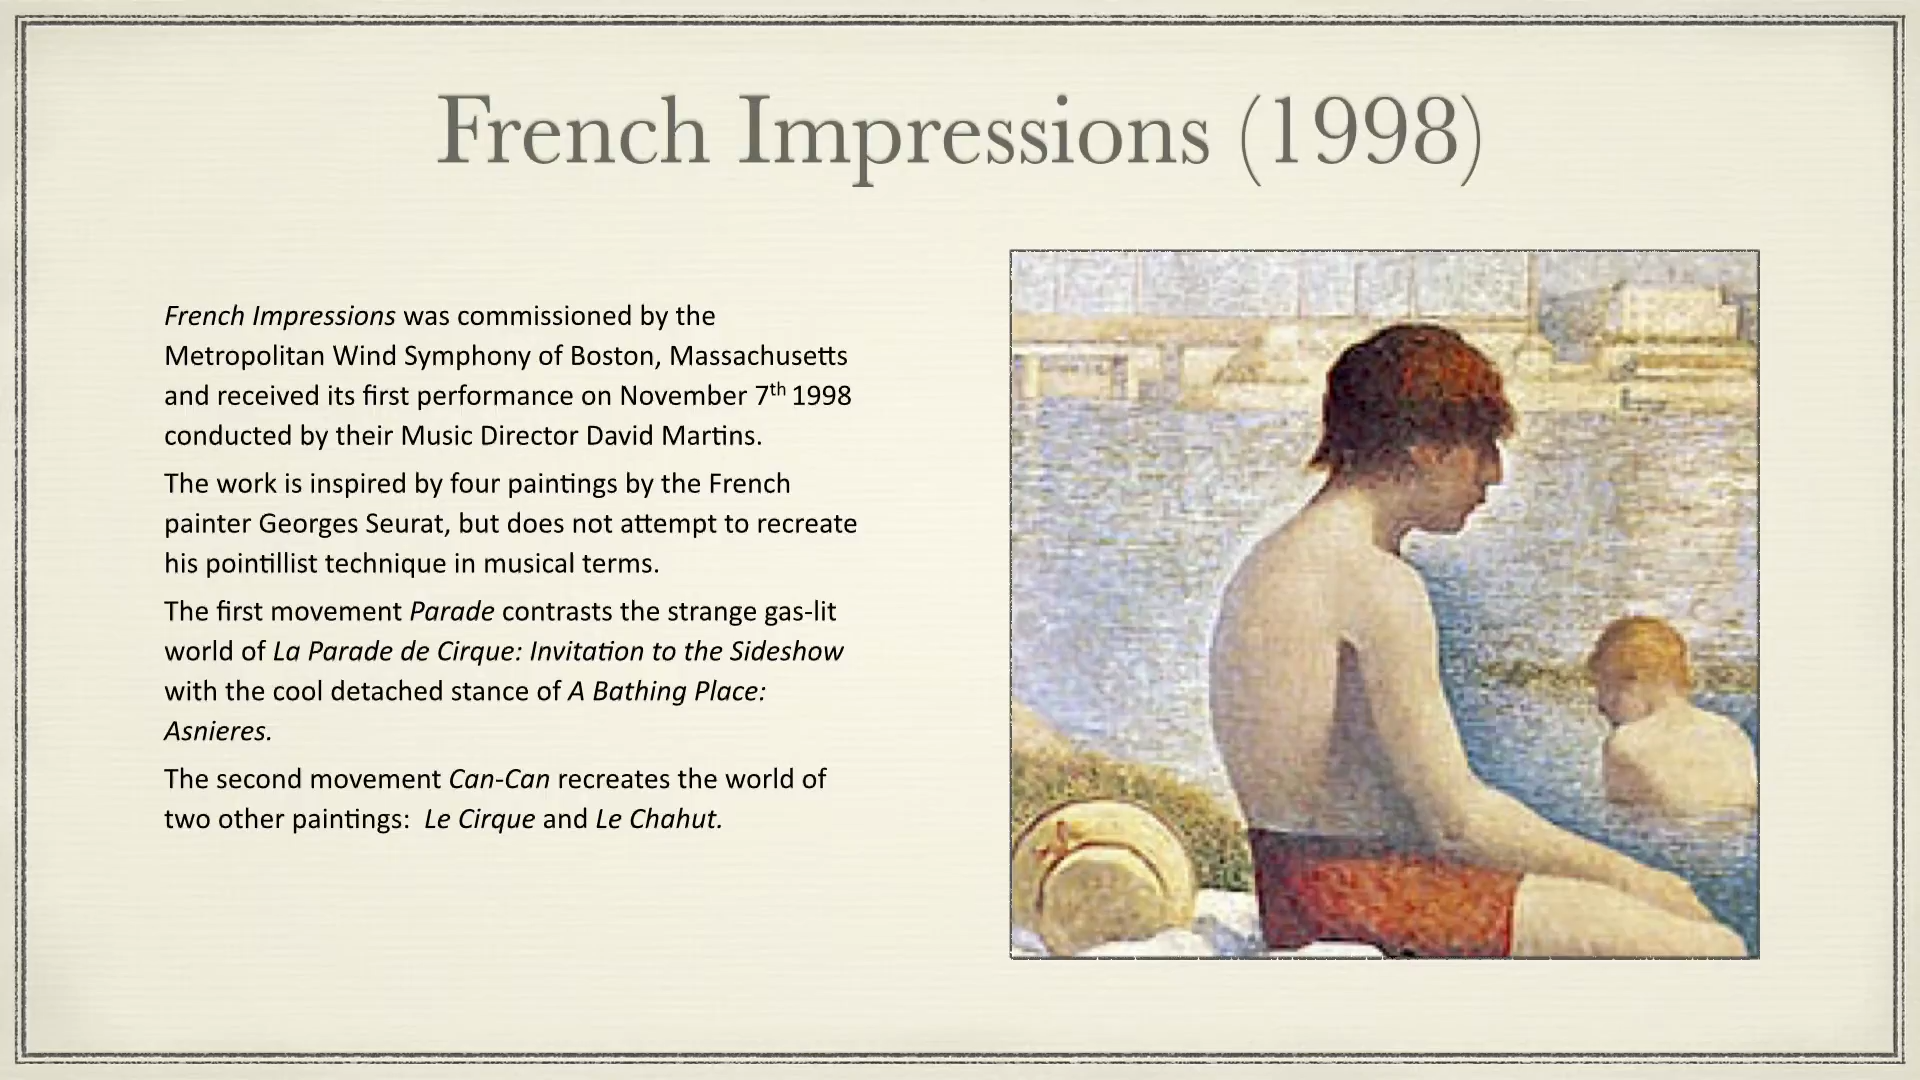 French Impressions (1998)
French Impressions was commissioned by the
Metropolitan Wind Symphony of Boston, Massachusetts
and received its first performance on November 7th 1998
conducted by their Music Director David Martins.
The work is inspired by four paintings by the French
painter Georges Seurat, but does not attempt to recreate
his pointillist technique in musical terms.
The first movement Parade contrasts the strange gas-lit
world of La Parade de Cirque: Invitation to the Sideshow
with the cool detached stance of A Bathing Place:
Asnieres.
The second movement Can-Can recreates the world of
two other paintings:  Le Cirque and Le Chahut.